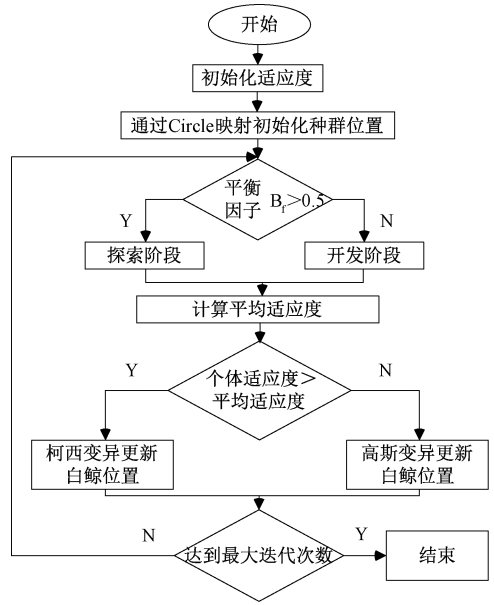 开始
初始化适应度
通过Circle映射初始化种群位置
平衡
因子 Bf>0.5
Y
N
探索阶段
开发阶段
计算平均适应度
Y
N
个体适应度>
平均适应度
柯西变异更新
白鲸位置
高斯变异更新
白鲸位置
N
达到最大迭代次数
Y
结束